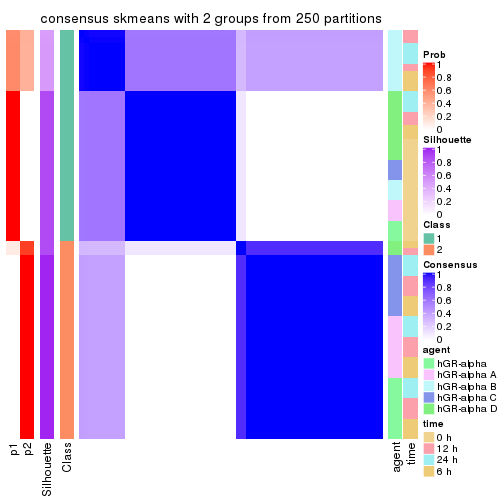 consensus skmeans with 2 groups from 250 partitions
Prob
1
0.8
0.6
0.4
0.2
0
Silhouette
1
0.8
0.6
0.4
0.2
0
Class
1
2
Consensus
1
0.8
0.6
0.4
0.2
0
agent
hGR-alpha
hGR-alpha A
hGR-alpha B
hGR-alpha C
hGR-alpha D
time
0 h
12 h
24 h
6 h
p1
p2
Silhouette
Class
agent
time